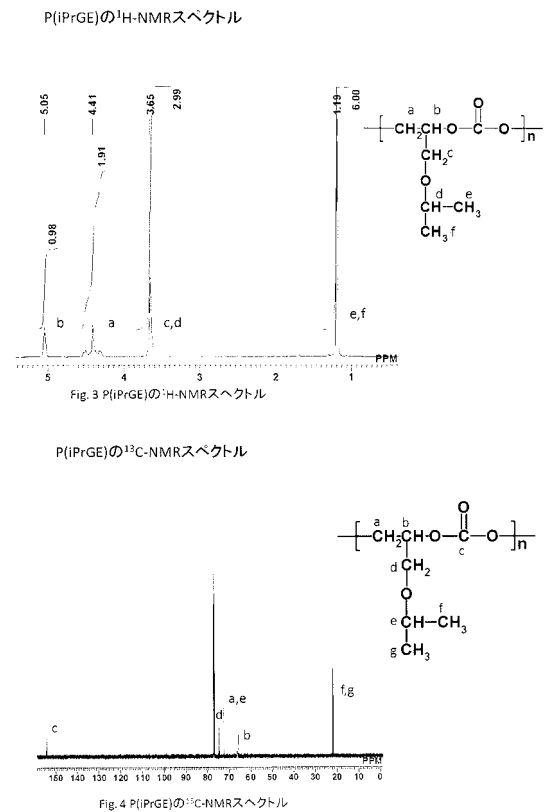 P(iPrGE)の¹H-NMRスペクトル
5.05
4.41
3.65
2.99
1.19
6.00
0.98
1.91
b
a
c,d
e,f
a b
CH₂CH-O-C-O
O
n
CH₂ c
O
d e
CH-CH₃
CH₃ f
PPM
5 4 3 2 1
Fig. 3 P(iPrGE)の¹H-NMRスペクトル
P(iPrGE)の¹³C-NMRスペクトル
O
a b
CH₂CH-O-C-O
n
c
d CH₂
O
f
e CH-CH₃
g CH₃
c
d
a,e
b
f,g
PPM
160 150 140 130 120 110 100 90 80 70 60 50 40 30 20 10 0
Fig. 4 P(iPrGE)の¹³C-NMRスペクトル